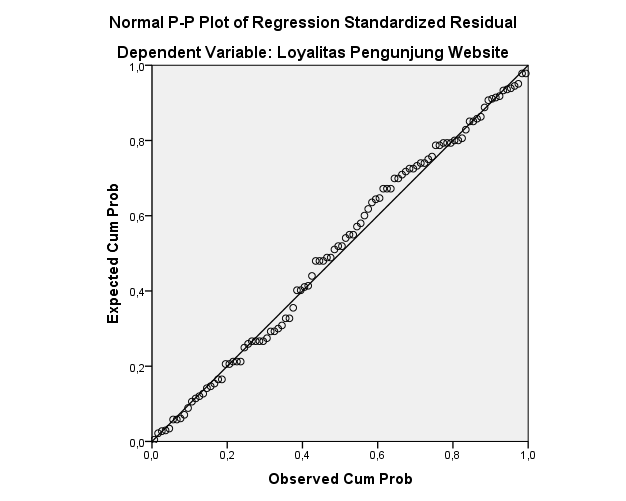 Normal P-P Plot of Regression Standardized Residual
Dependent Variable: Loyalitas Pengunjung Website
Expected Cum Prob
1,0
0,8
0,6
0,4
0,2
0,0
0,0 0,2 0,4 0,6 0,8 1,0
Observed Cum Prob